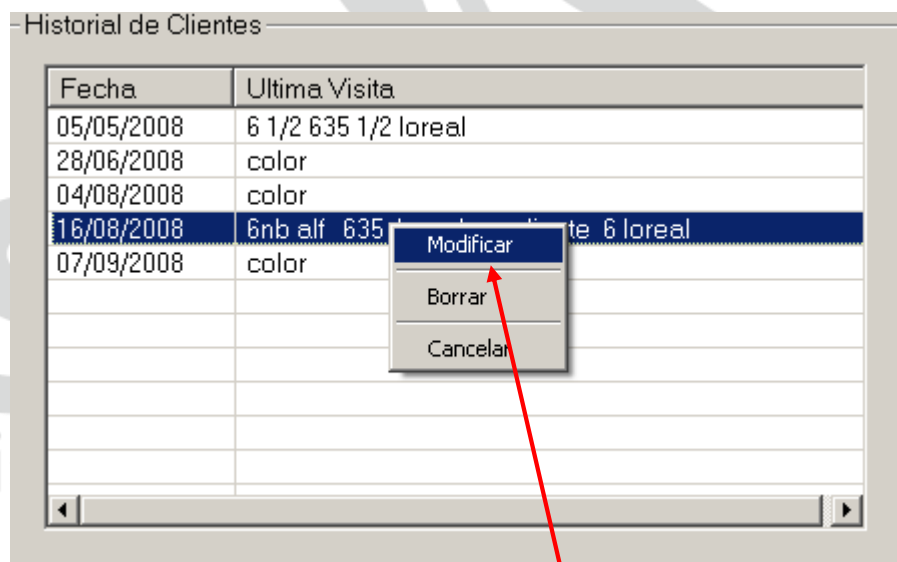 Historial de Clientes
Fecha Ultima Visita
05/05/2008 6 1/2 635 1/2 loreal
28/06/2008 color
04/08/2008 color
16/08/2008 6nb alf 635 6 loreal
07/09/2008 color
Modificar
Borrar
Cancelar